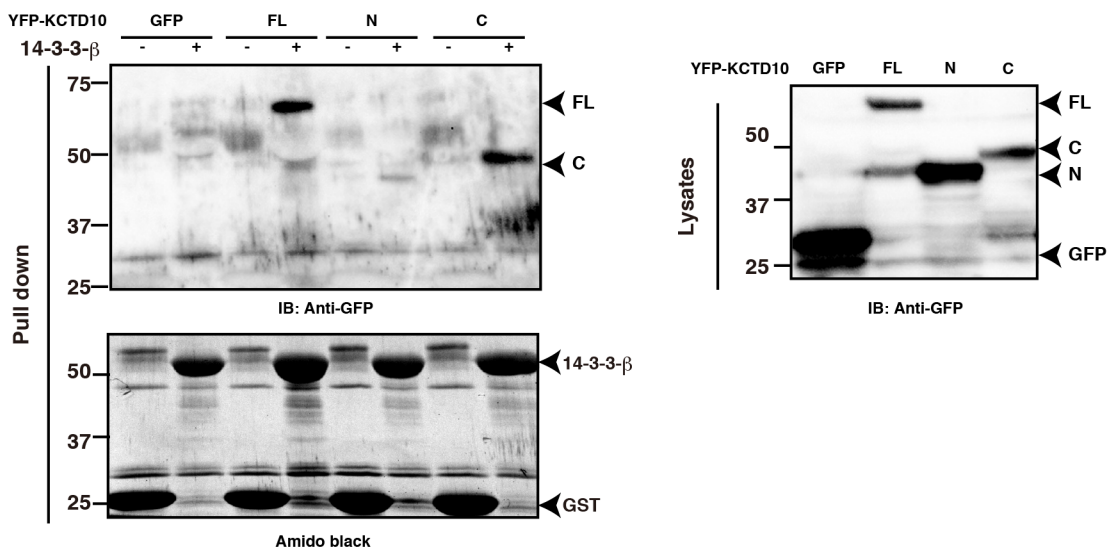 YFP-KCTD10 GFP FL N C
14-3-3-β - + - + - + - +
Pull down
75
50
37
25
FL
C
IB: Anti-GFP
50
37
25
14-3-3-β
GST
Amido black
YFP-KCTD10 GFP FL N C
Lysates
50
37
25
FL
C
N
GFP
IB: Anti-GFP